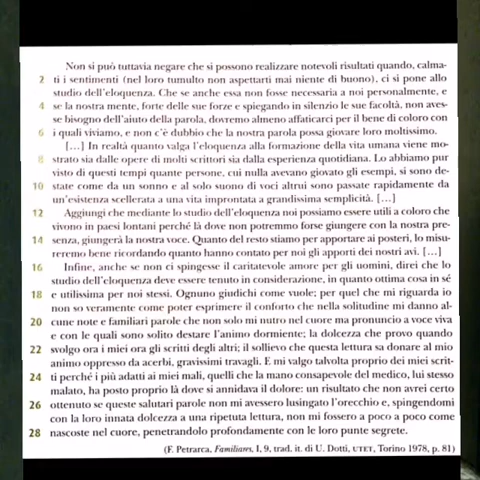 Non si può tuttavia negare che si possono realizzare notevoli risultati quando, calma-
2 ti i sentimenti (nel loro tumulto non aspettarti mai niente di buono), ci si pone allo
studio dell'eloquenza. Che se anche essa non fosse necessaria a noi personalmente, e
4 se la nostra mente, forte delle sue forze e spiegando in silenzio le sue facoltà, non aves-
se bisogno dell'aiuto della parola, dovremo almeno affaticarci per il bene di coloro con
6 i quali viviamo, e non c'è dubbio che la nostra parola possa giovare loro moltissimo.
[...] In realtà quanto valga l'eloquenza alla formazione della vita umana viene mo-
8 strato sia dalle opere di molti scrittori sia dalla esperienza quotidiana. Lo abbiamo pur
visto di questi tempi quante persone, cui nulla avevano giovato gli esempi, si sono de-
10 state come da un sonno e al solo suono di voci altrui sono passate rapidamente da
un'esistenza scellerata a una vita improntata a grandissima semplicità. [...]
12 Aggiungi che mediante lo studio dell'eloquenza noi possiamo essere utili a coloro che
vivono in paesi lontani perché là dove non potremmo forse giungere con la nostra pre-
14 senza, giungerà la nostra voce. Quanto del resto stiamo per apportare ai posteri, lo misu-
reremo bene ricordando quanto hanno contato per noi gli apporti dei nostri avi. [...]
16 Infine, anche se non ci spingesse il caritatevole amore per gli uomini, direi che lo
studio dell'eloquenza deve essere tenuto in considerazione, in quanto ottima cosa in sé
18 e utilissima per noi stessi. Ognuno giudichi come vuole; per quel che mi riguarda io
non so veramente come poter esprimere il conforto che nella solitudine mi danno al-
20 cune note e familiari parole che non solo mi nutro nel cuore ma pronuncio a voce viva
e con le quali sono solito destare l'animo dormiente; la dolcezza che provo quando
22 svolgo ora i miei ora gli scritti degli altri; il sollievo che questa lettura sa donare al mio
animo oppresso da acerbi, gravissimi travagli. E mi valgo talvolta proprio dei miei scrit-
24 ti perché i più adatti ai miei mali, quelli che la mano consapevole del medico, lui stesso
malato, ha posto proprio là dove si annidava il dolore: un risultato che non avrei certo
26 ottenuto se queste salutari parole non mi avessero lusingato l'orecchio e, spingendomi
con la loro innata dolcezza a una ripetuta lettura, non mi fossero a poco a poco come
28 nascoste nel cuore, penetrandolo profondamente con le loro punte segrete.
(F. Petrarca, Familiares, I, 9, trad. it. di U. Dotti, UTET, Torino 1978, p. 81)